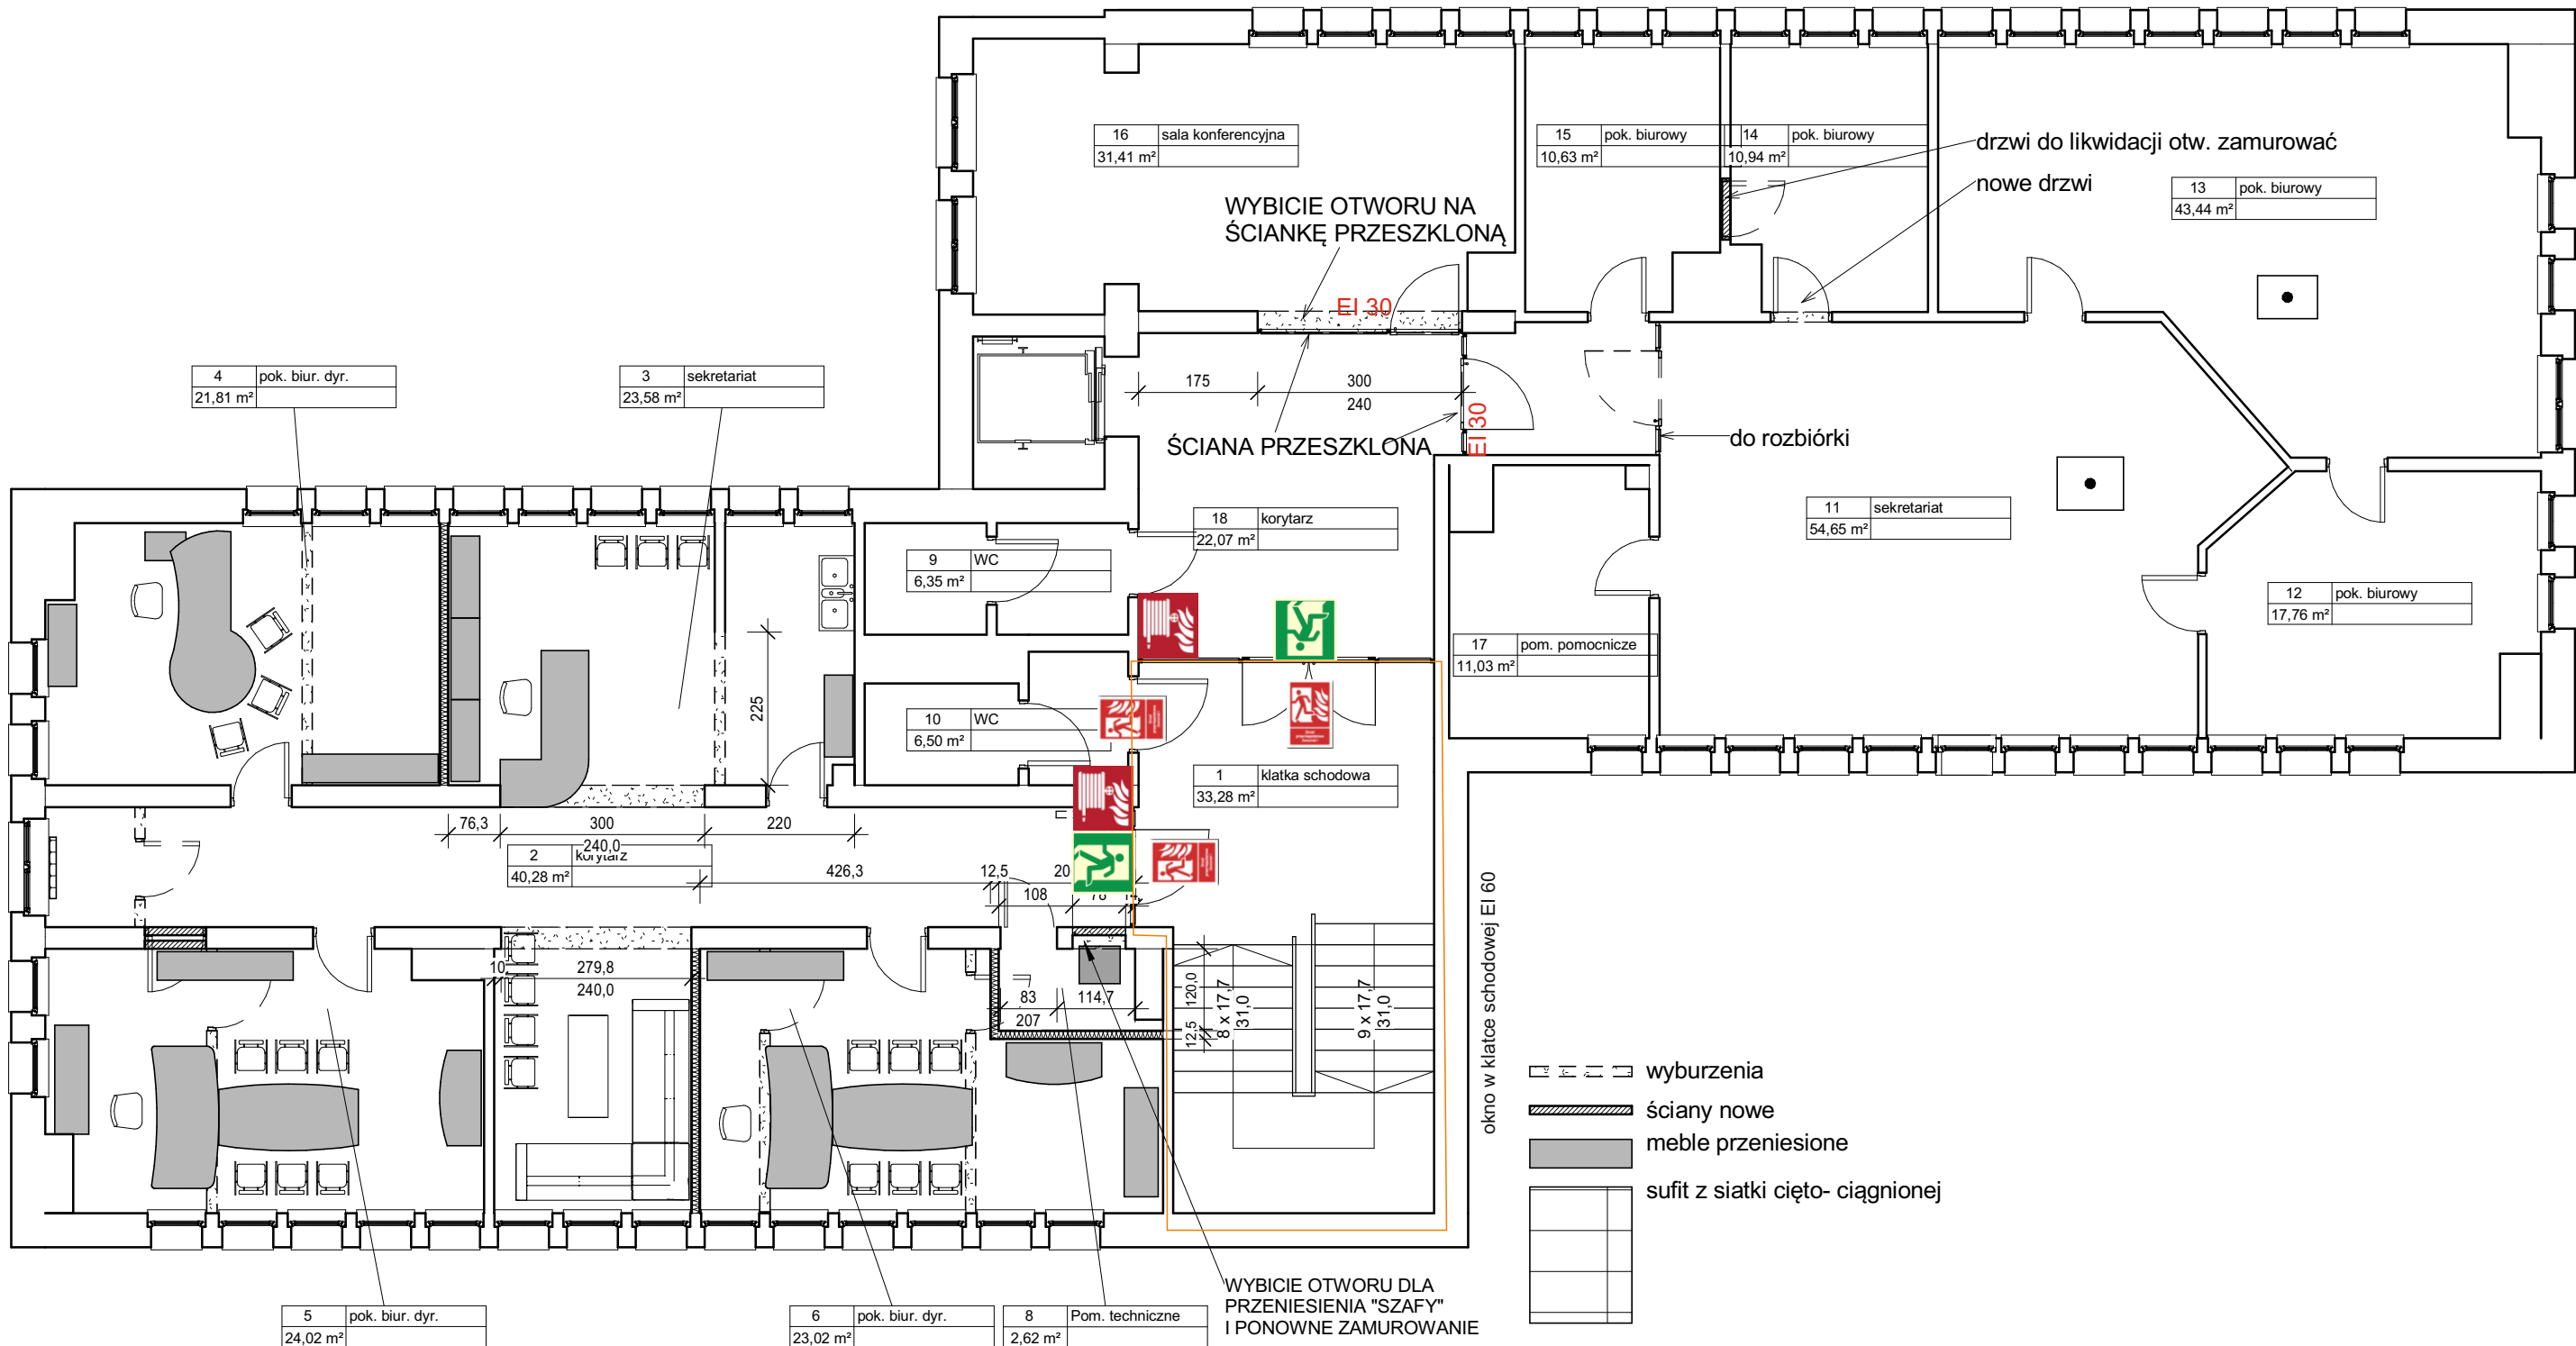 16 sala konferencyjna
31,41 m²
15 pok. biurowy
10,63 m²
14 pok. biurowy
10,94 m²
drzwi do likwidacji otw. zamurować
nowe drzwi
13 pok. biurowy
43,44 m²
WYBICIE OTWORU NA
ŚCIANKĘ PRZESZKLONĄ
EI 30
4 pok. biur. dyr.
21,81 m²
3 sekretariat
23,58 m²
175
300
240
EI 30
ŚCIANA PRZESZKLONA
do rozbiórki
18 korytarz
22,07 m²
11 sekretariat
54,65 m²
9 WC
6,35 m²
12 pok. biurowy
17,76 m²
17 pom. pomocnicze
11,03 m²
225
10 WC
6,50 m²
1 klatka schodowa
33,28 m²
76,3
300
240,0
220
2 korytarz
40,28 m²
426,3
12,5
20
108
78
okno w klatce schodowej EI 60
10
279,8
240,0
83
114,7
207
120,0
12,5
8 x 17,7
31,0
9 x 17,7
31,0
wyburzenia
ściany nowe
meble przeniesione
sufit z siatki cięto- ciągnionej
WYBICIE OTWORU DLA
PRZENIESIENIA "SZAFY"
I PONOWNE ZAMUROWANIE
5 pok. biur. dyr.
24,02 m²
6 pok. biur. dyr.
23,02 m²
8 Pom. techniczne
2,62 m²